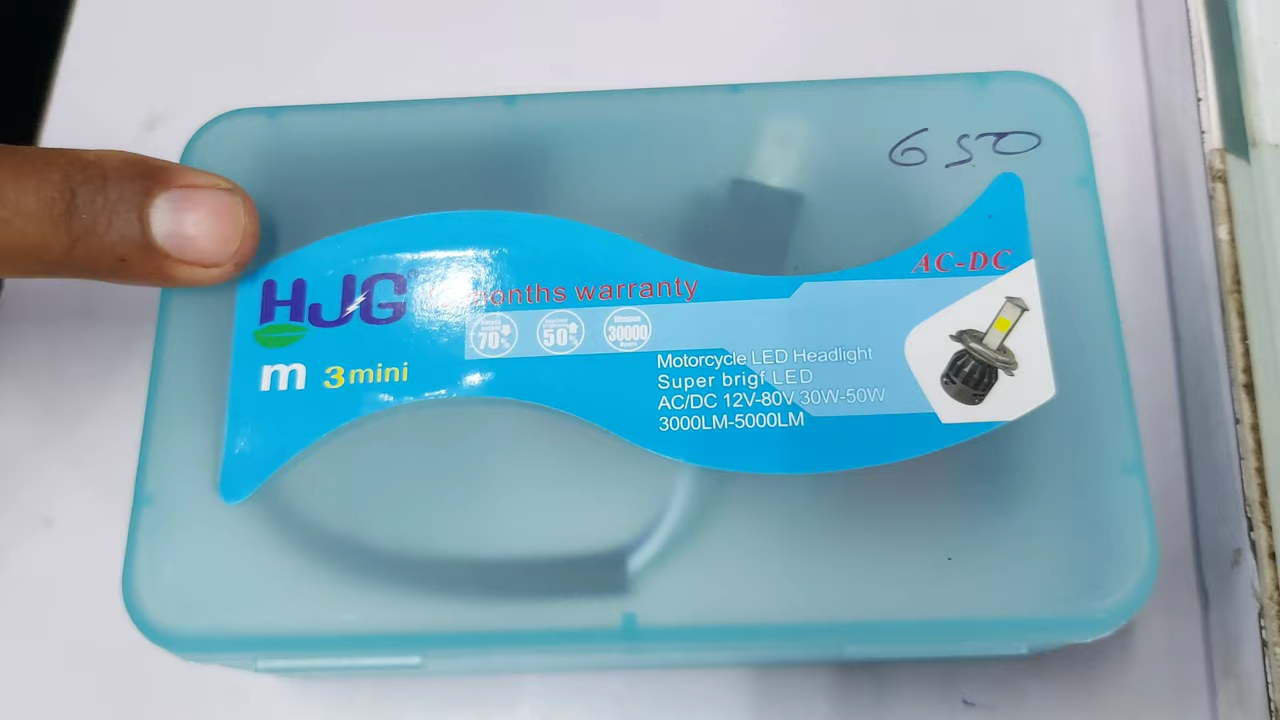 650
AC-DC
HJG
months warranty
70%
50%
30000
m 3mini
Motorcycle LED Headlight
Super brigf LED
AC/DC 12V-80V 30W-50W
3000LM-5000LM